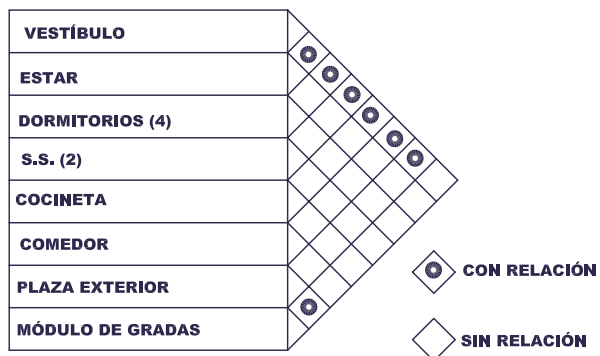 VESTÍBULO
ESTAR
DORMITORIOS (4)
S.S. (2)
COCINETA
COMEDOR
PLAZA EXTERIOR
MÓDULO DE GRADAS
CON RELACIÓN
SIN RELACIÓN